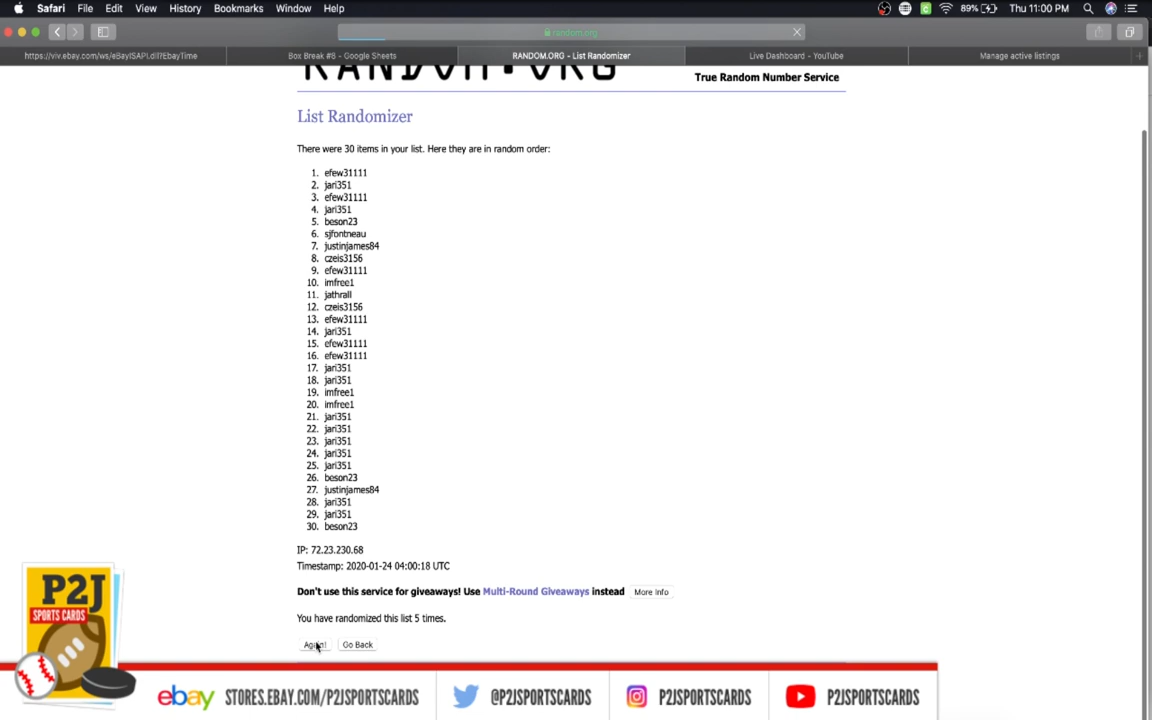 Safari File Edit View History Bookmarks Window Help 89% Thu 11:00 PM
random.org
https://viv.ebay.com/ws/eBayISAPI.dll?EbayTime Box Break #6 - Google Sheets RANDOM.ORG - List Randomizer Live Dashboard - YouTube Manage active listings
RANDOM.ORG
True Random Number Service
List Randomizer
There were 30 items in your list. Here they are in random order:
1. efew31111
2. jari351
3. efew31111
4. jari351
5. beson23
6. sjfontneau
7. justinjames84
8. czeis3156
9. efew31111
10. imfree1
11. jathrall
12. czeis3156
13. efew31111
14. jari351
15. efew31111
16. efew31111
17. jari351
18. jari351
19. imfree1
20. imfree1
21. jari351
22. jari351
23. jari351
24. jari351
25. jari351
26. beson23
27. justinjames84
28. jari351
29. jari351
30. beson23
IP: 72.23.230.68
Timestamp: 2020-01-24 04:00:18 UTC
Don't use this service for giveaways! Use Multi-Round Giveaways instead More Info
You have randomized this list 5 times.
Again! Go Back
P2J
SPORTS CARDS
ebay STORES.EBAY.COM/P2JSPORTSCARDS @P2JSPORTSCARDS P2JSPORTSCARDS P2JSPORTSCARDS